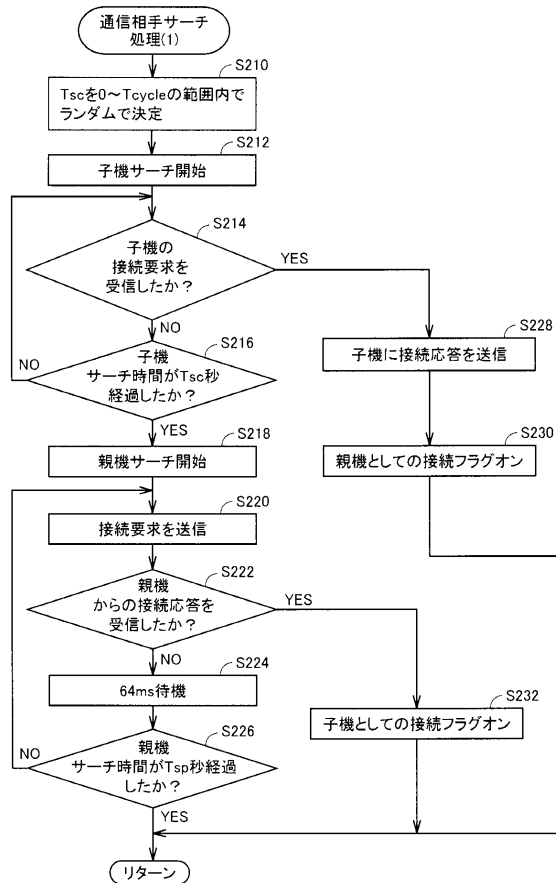 通信相手サーチ
処理(1)
S210
Tscを0～Tcycleの範囲内で
ランダムで決定
S212
子機サーチ開始
S214
子機の
接続要求を
受信したか？
YES
NO
S216
子機
サーチ時間がTsc秒
経過したか？
NO
YES
S228
子機に接続応答を送信
S230
親機としての接続フラグオン
S218
親機サーチ開始
S220
接続要求を送信
S222
親機
からの接続応答を
受信したか？
YES
NO
S224
64ms待機
S226
親機
サーチ時間がTsp秒経過
したか？
NO
YES
S232
子機としての接続フラグオン
リターン